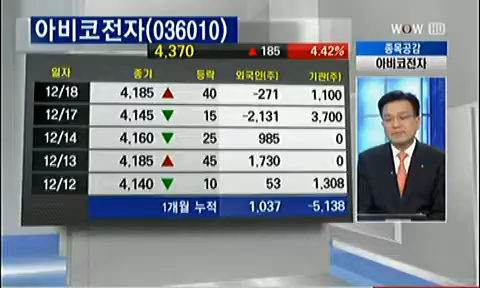 아비코전자(036010)
WOW HD
4,370 ▲ 185 4.42%
종목공감
아비코전자
일자 종가 등락 외국인(주) 기관(주)
12/18 4,185 ▲ 40 -271 1,100
12/17 4,145 ▼ 15 -2,131 3,700
12/14 4,160 ▼ 25 985 0
12/13 4,185 ▲ 45 1,730 0
12/12 4,140 ▼ 10 53 1,308
1개월 누적 1,037 -5,138